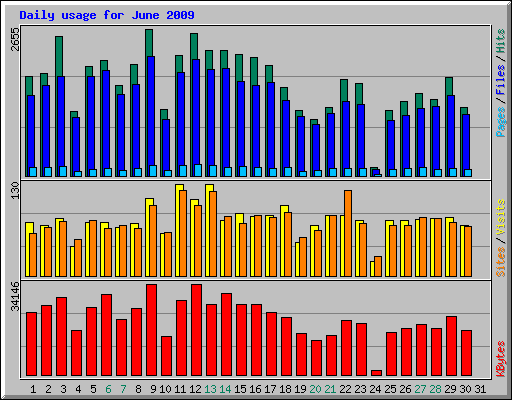 Daily usage for June 2009
2655
Pages / Files / Hits
130
Sites / Visits
34146
KBytes
1 2 3 4 5 6 7 8 9 10 11 12 13 14 15 16 17 18 19 20 21 22 23 24 25 26 27 28 29 30 31